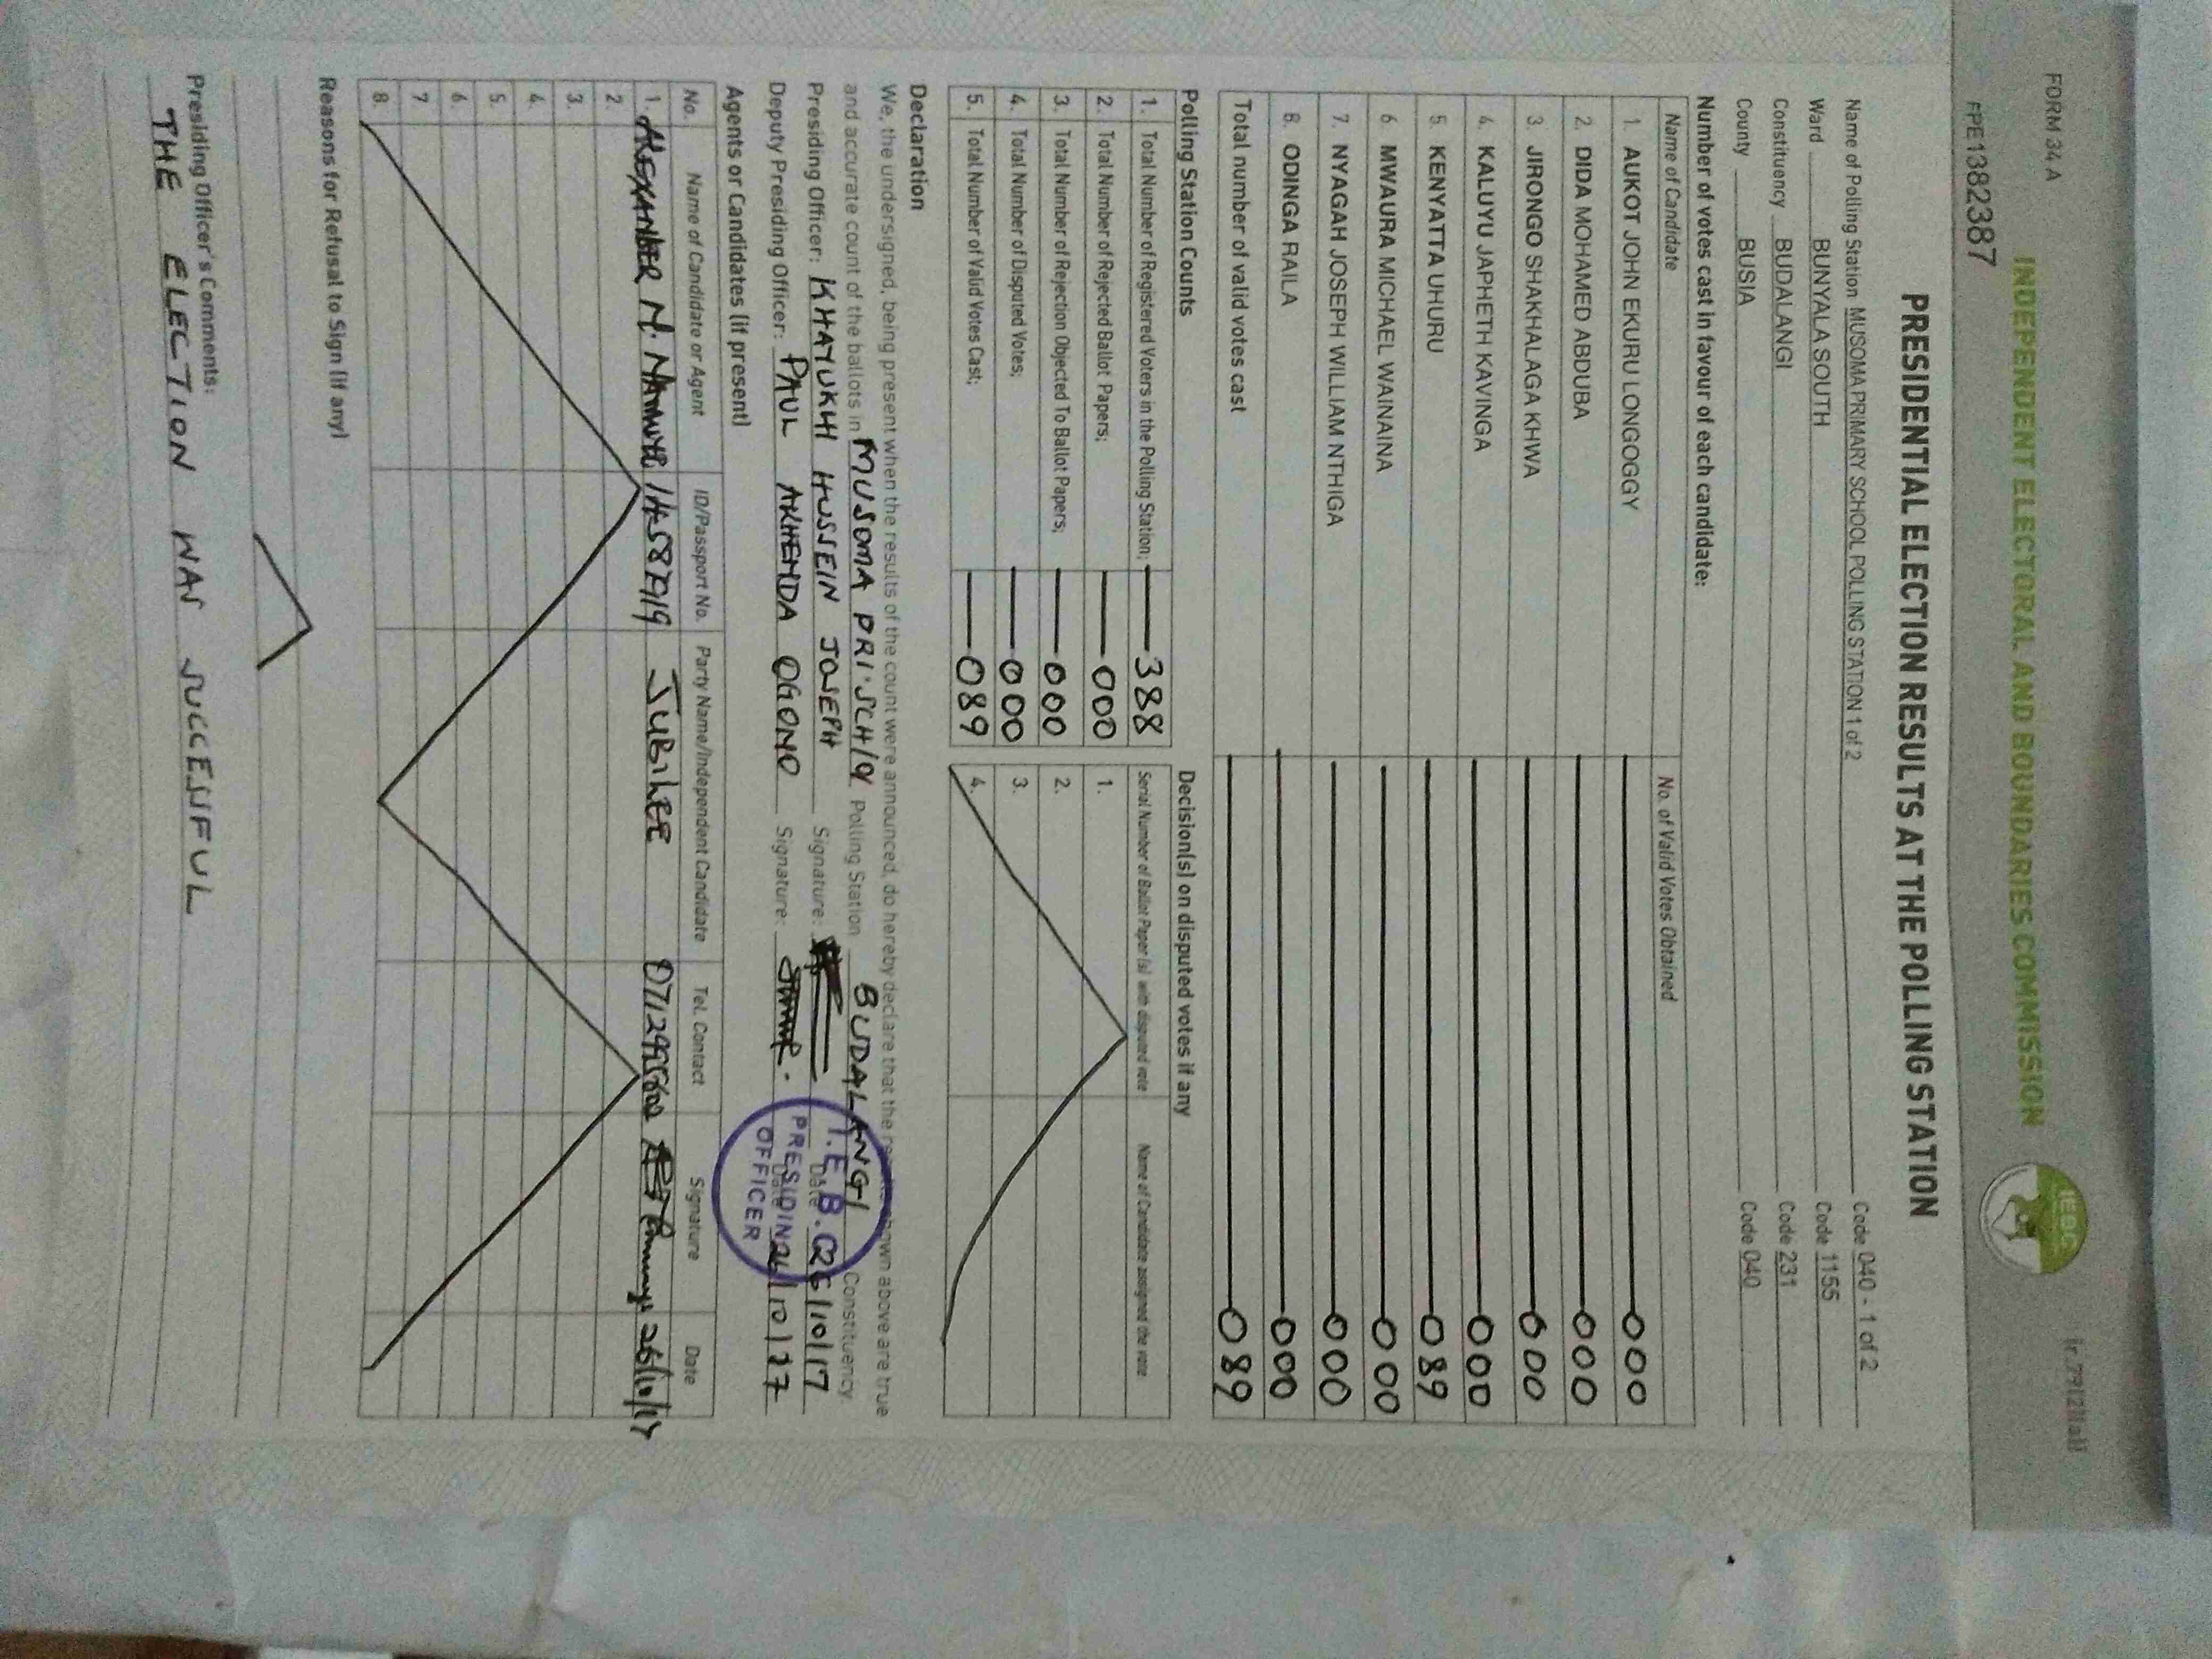 FORM 34 A
INDEPENDENT ELECTORAL AND BOUNDARIES COMMISSION
IEBC
FPE1382387
PRESIDENTIAL ELECTION RESULTS AT THE POLLING STATION
Name of Polling Station MUSOMA PRIMARY SCHOOL POLLING STATION 1 of 2 Code 040 - 1 of 2
Ward BUNYALA SOUTH Code 1155
Constituency BUDALANGI Code 231
County BUSIA Code 040
Number of votes cast in favour of each candidate:
Name of Candidate No. of Valid Votes Obtained
1. AUKOT JOHN EKURU LONGOGGY 000
2. DIDA MOHAMED ABDUBA 000
3. JIRONGO SHAKHALAGA KHWA 000
4. KALUYU JAPHETH KAVINGA 000
5. KENYATTA UHURU 089
6. MWAURA MICHAEL WAINAINA 000
7. NYAGAH JOSEPH WILLIAM NTHIGA 000
8. ODINGA RAILA 000
Total number of valid votes cast 089
Polling Station Counts
1. Total Number of Registered Voters in the Polling Station; 388
2. Total Number of Rejected Ballot Papers; 000
3. Total Number of Rejection Objected To Ballot Papers; 000
4. Total Number of Disputed Votes; 000
5. Total Number of Valid Votes Cast; 089
Decision(s) on disputed votes if any
Serial Number of Ballot Paper (s) with disputed vote Name of Candidate assigned the vote
1.
2.
3.
4.
Declaration
We, the undersigned, being present when the results of the count were announced, do hereby declare that the results shown above are true
and accurate count of the ballots in MUSOMA PRI'SCH/Q Polling Station BUDALANGI Constituency.
Presiding Officer: KHAYUKHI HUSSEIN JOSEPH Signature: Date 26/10/17
Deputy Presiding Officer: PAUL AKHENDA OGONO Signature: Date 26/10/17
I.E.B.C
PRESIDING
OFFICER
Agents or Candidates (if present)
No. Name of Candidate or Agent ID/Passport No. Party Name/Independent Candidate Tel. Contact Signature Date
1. ALEXANDER M. JUBILEE 26/10/17
2
3.
4.
5.
6.
7
8.
Reasons for Refusal to Sign (if any)
Presiding Officer's Comments:
THE ELECTION WAS SUCCESSFUL